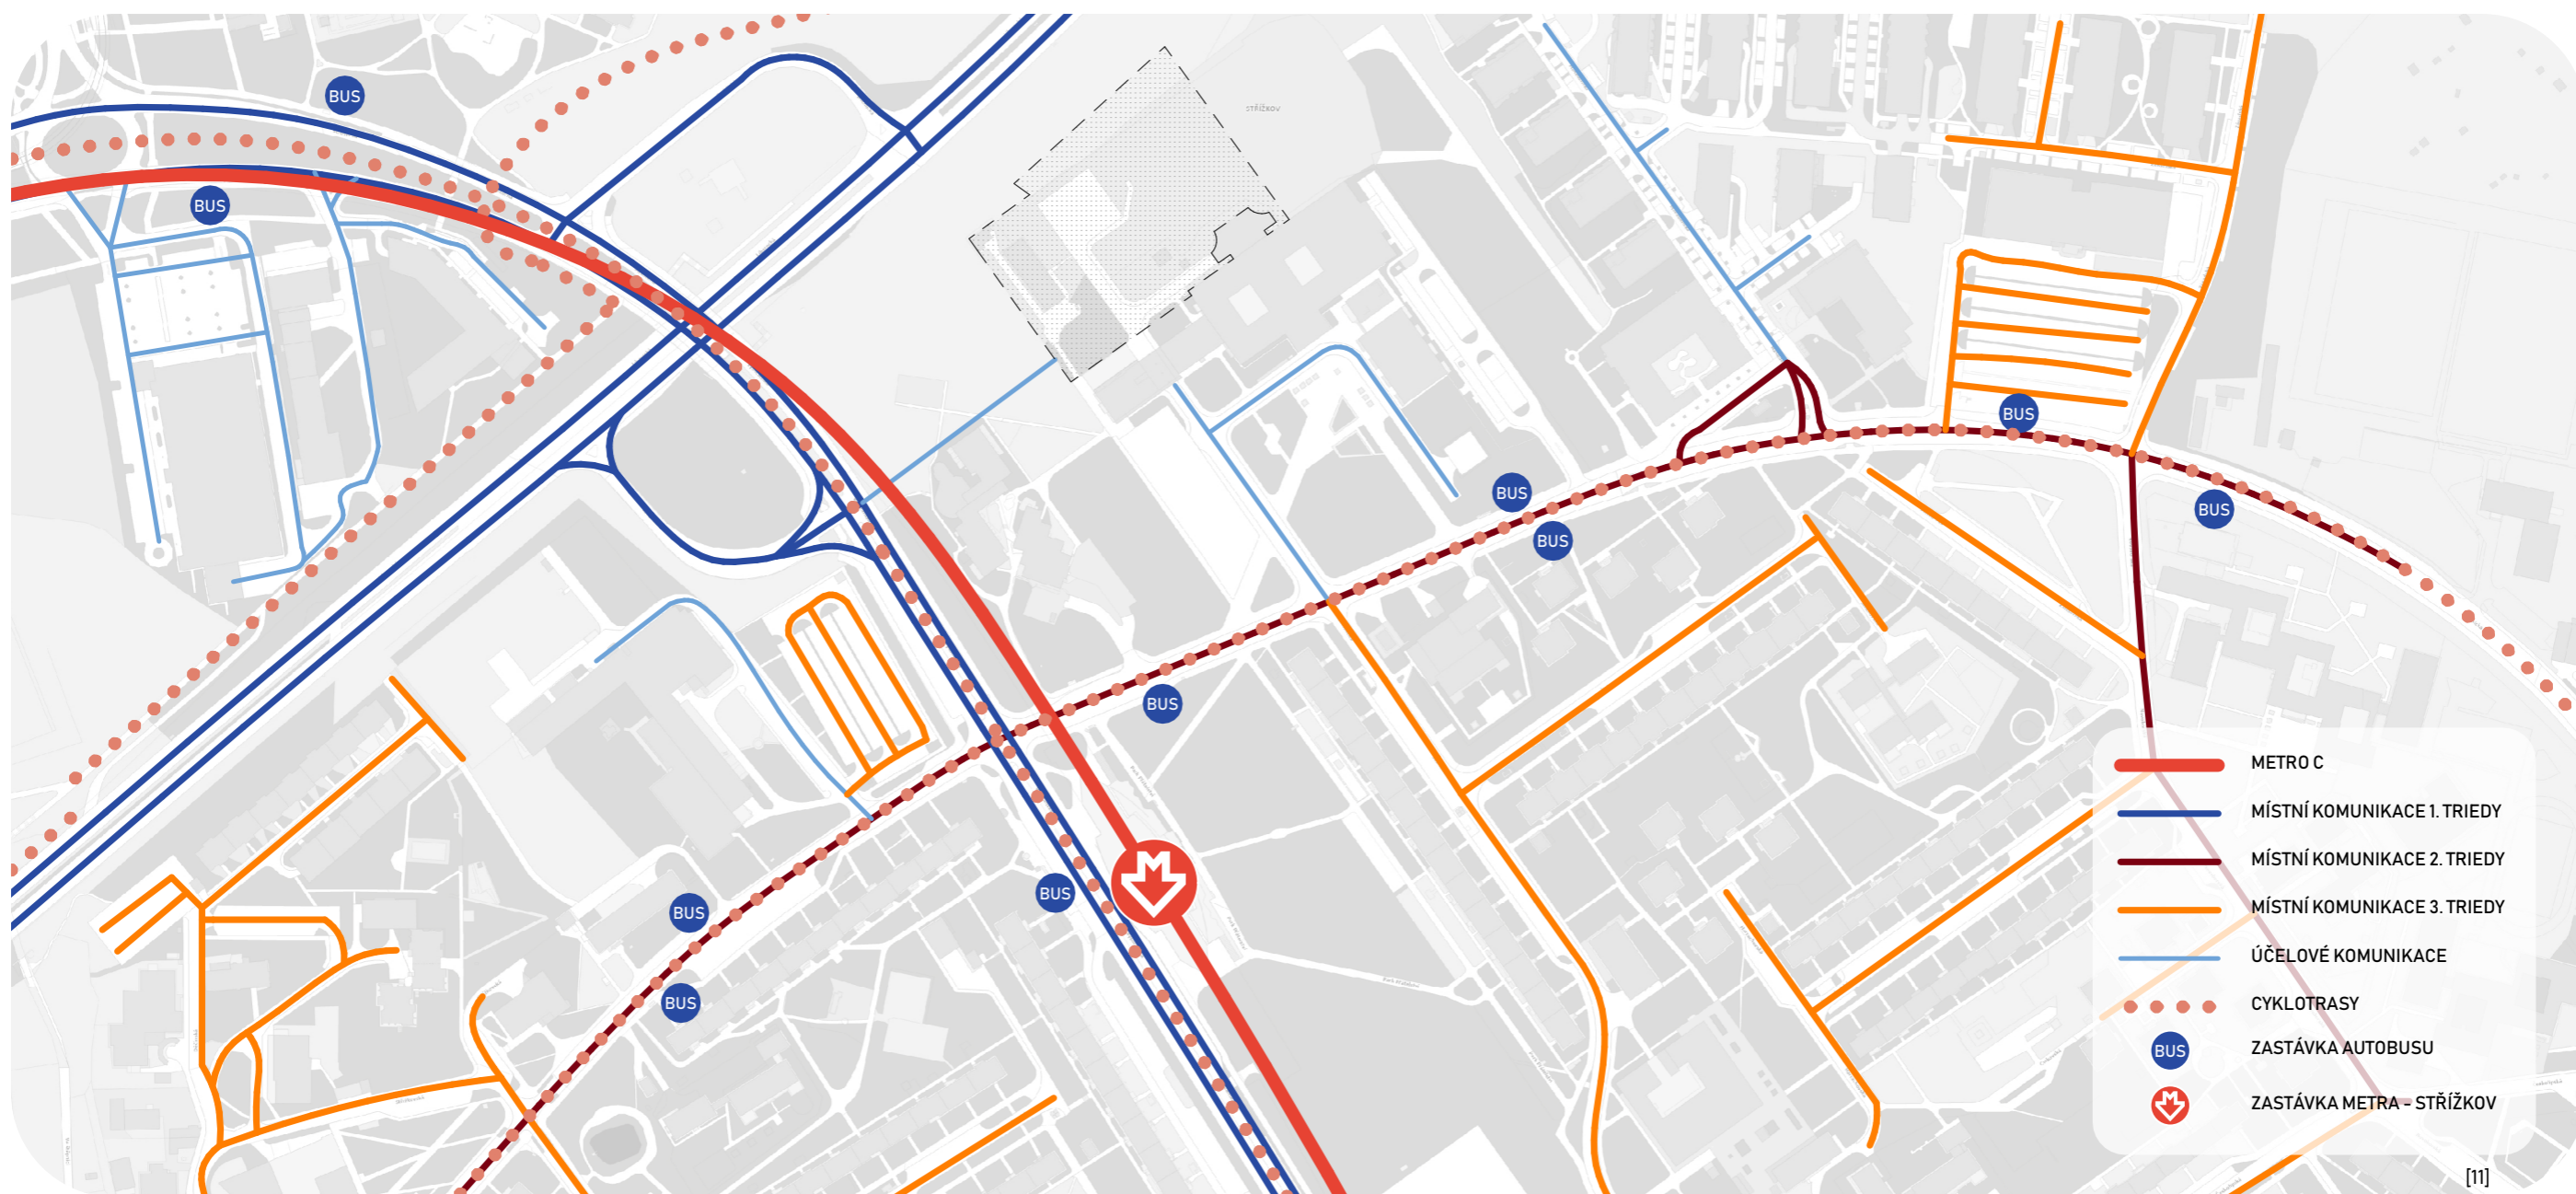 BUS
STŘÍŽKOV
BUS
BUS
BUS
BUS
BUS
BUS
BUS
BUS
BUS
METRO C
MÍSTNÍ KOMUNIKACE 1. TRIEDY
MÍSTNÍ KOMUNIKACE 2. TRIEDY
MÍSTNÍ KOMUNIKACE 3. TRIEDY
ÚČELOVÉ KOMUNIKACE
CYKLOTRASY
BUS
ZASTÁVKA AUTOBUSU
ZASTÁVKA METRA - STŘÍŽKOV
[11]